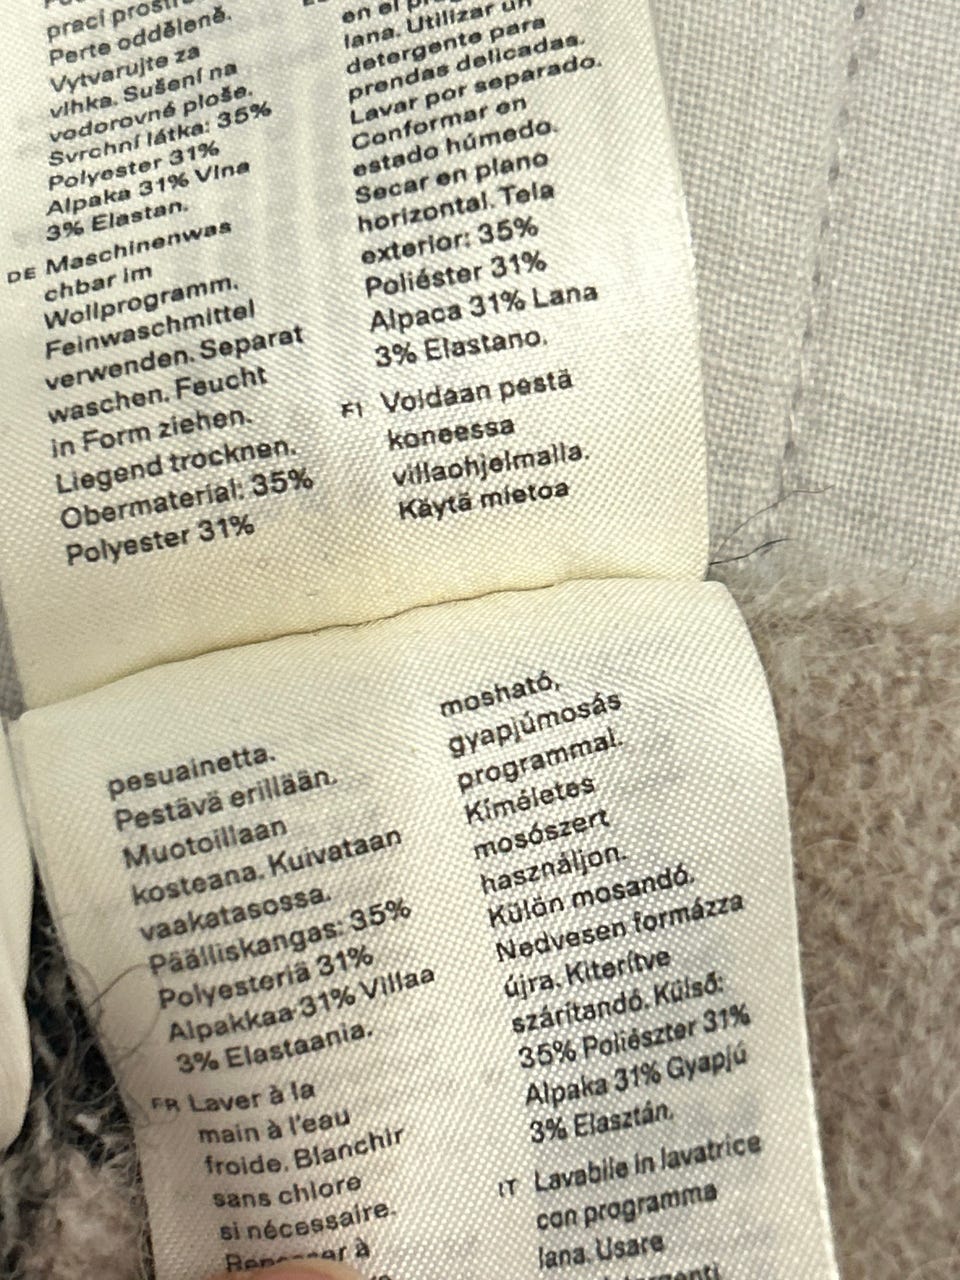 prací
Perte odděleně.
Vytvarujte za
vlhka. Sušení na
vodorovné ploše.
Svrchní látka: 35%
Polyester 31%
Alpaka 31% Vlna
3% Elastan.
DE Maschinenwas
chbar im
Wollprogramm.
Feinwaschmittel
verwenden. Separat
waschen. Feucht
in Form ziehen.
Liegend trocknen.
Obermaterial: 35%
Polyester 31%
en el
lana. Utilizar un
detergente para
prendas delicadas.
Lavar por separado.
Conformar en
estado húmedo.
Secar en plano
horizontal. Tela
exterior: 35%
Poliéster 31%
Alpaca 31% Lana
3% Elastano.
FI Voidaan pestä
koneessa
villaohjelmalla.
Käytä mietoa
pesuainetta.
Pestävä erillään.
Muotoillaan
kosteana. Kuivataan
vaakatasossa.
Päälliskangas: 35%
Polyesteriä 31%
Alpakkaa 31% Villaa
3% Elastaania.
FR Laver à la
main à l'eau
froide. Blanchir
sans chlore
si nécessaire.
à
mosható,
gyapjúmosás
programmal.
Kíméletes
mosószert
használjon.
Külön mosandó.
Nedvesen formázza
újra. Kiterítve
szárítandó. Külső:
35% Poliészter 31%
Alpaka 31% Gyapjú
3% Elasztán.
IT Lavabile in lavatrice
con programma
lana. Usare